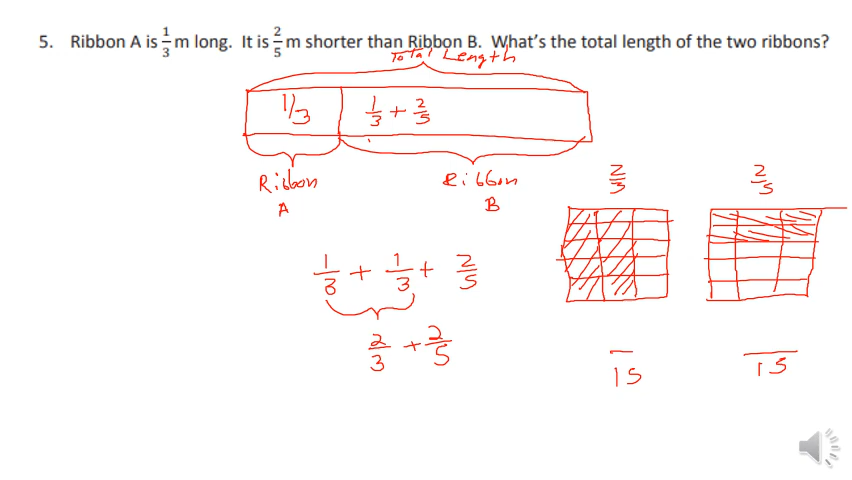 5. Ribbon A is 1/3 m long. It is 2/5 m shorter than Ribbon B. What's the total length of the two ribbons?
Total Length
1/3 1/3 + 2/5
Ribbon A
Ribbon B
2/3 2/5
1/3 + 1/3 + 2/5
2/3 + 2/5
15 15